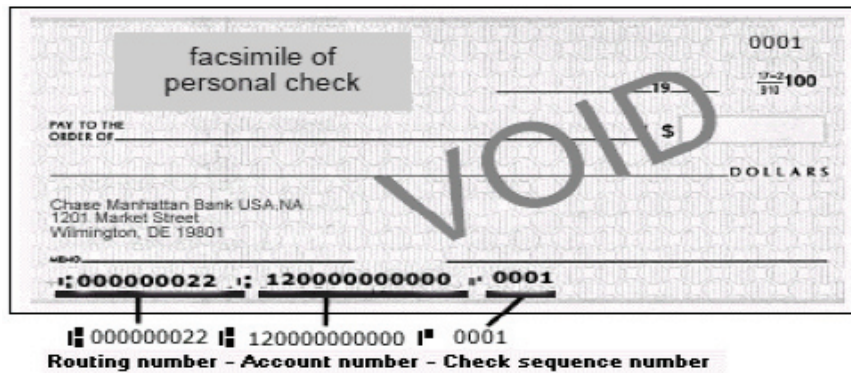 facsimile of
personal check
0001
19
17-2
310
100
PAY TO THE
ORDER OF
$
DOLLARS
VOID
Chase Manhattan Bank USA,NA
1201 Market Street
Wilmington, DE 19801
MEMO
⑆000000022 ⑆ 120000000000 ⑈ 0001
⑆ 000000022 ⑆ 120000000000 ⑈ 0001
Routing number - Account number - Check sequence number